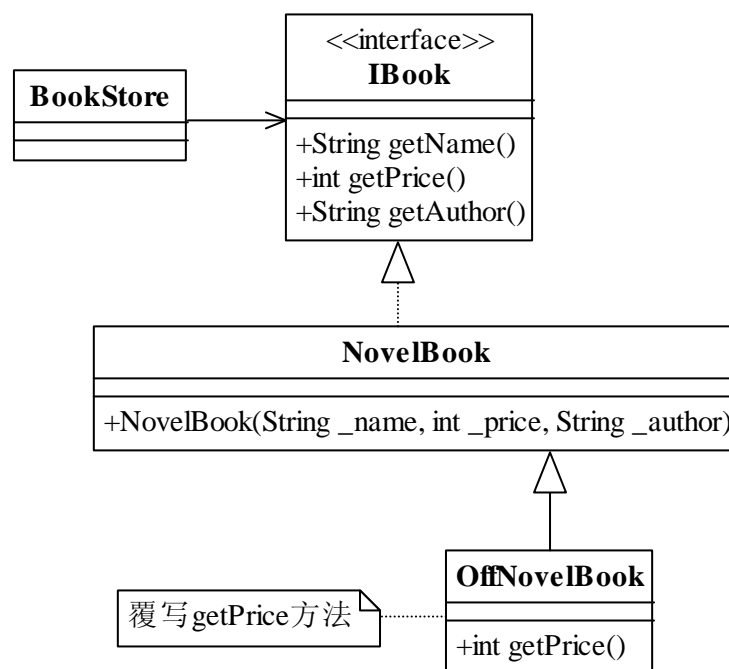 <<interface>>
IBook
BookStore
+String getName()
+int getPrice()
+String getAuthor()
NovelBook
+NovelBook(String _name, int _price, String _author)
OffNovelBook
覆写getPrice方法
+int getPrice()